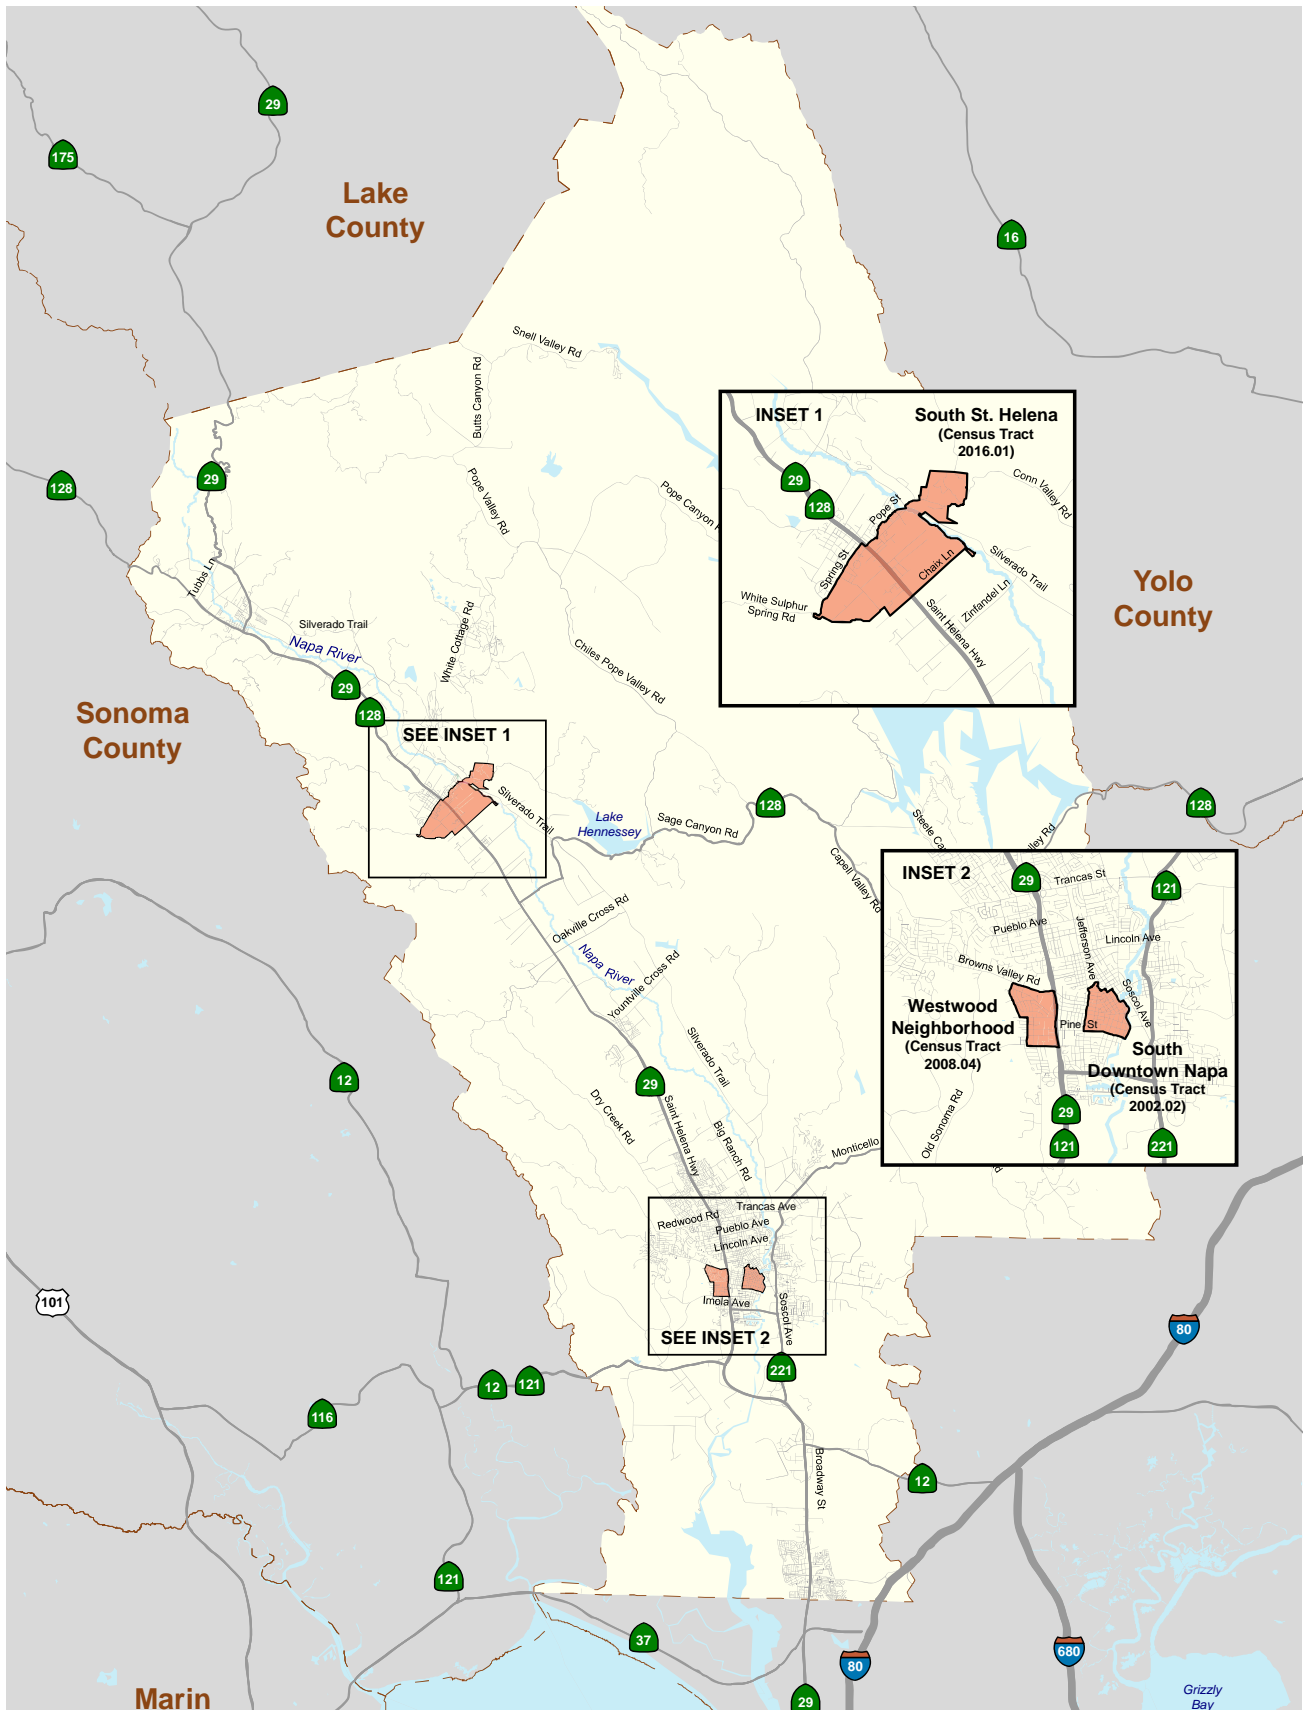 29
175
Lake
County
16
Snell Valley Rd
Butts Canyon Rd
INSET 1
South St. Helena
(Census Tract
2016.01)
29
128
Pope St
Conn Valley
Rd
Spring St
Chaix Ln
Silverado Trail
White Sulphur
Spring Rd
Zinfandel Ln
Saint Helena Hwy
29
128
Pope Valley Rd
Pope Canyon
Tubbs Ln
Yolo
County
Silverado Trail
Napa River
White Cottage Rd
Chiles Pope Valley Rd
29
128
Sonoma
County
SEE INSET 1
Silverado Trail
Lake
Hennessey
Sage Canyon Rd
128
128
Steele
Capell Valley Rd
INSET 2
29
Trancas St
121
Pueblo Ave
Jefferson Ave
Lincoln Ave
Browns Valley Rd
Soscol Ave
Westwood
Neighborhood
(Census Tract
2008.04)
Pine St
South
Downtown Napa
(Census Tract
2002.02)
Old Sonoma Rd
29
121
221
Oakville Cross Rd
Napa River
Yountville Cross Rd
Silverado Trail
12
29
Dry Creek Rd
Saint Helena Hwy
Big Ranch Rd
Monticello
Trancas Ave
Redwood Rd
Pueblo Ave
Lincoln Ave
Imola Ave
Soscol Ave
SEE INSET 2
101
80
221
12
121
116
Broadway St
12
121
37
80
680
29
Marin
Grizzly
Bay